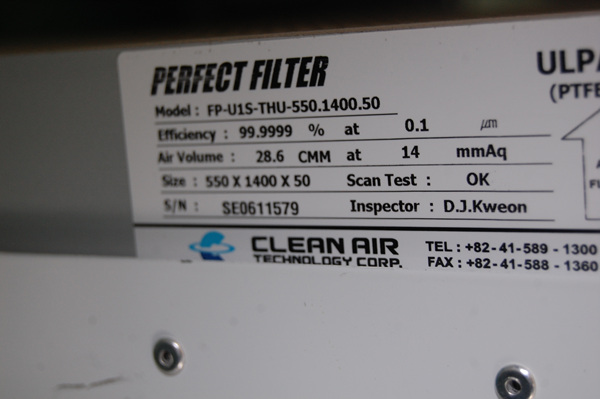 PERFECT FILTER
Model : FP-U1S-THU-550.1400.50
Efficiency : 99.9999 % at 0.1 μm
Air Volume : 28.6 CMM at 14 mmAq
Size : 550 X 1400 X 50 Scan Test : OK
S/N : SE0611579 Inspector : D.J.Kweon
CLEAN AIR
TECHNOLOGY CORP.
TEL : +82-41-589-1300
FAX : +82-41-588-1360
ULPA
(PTFE